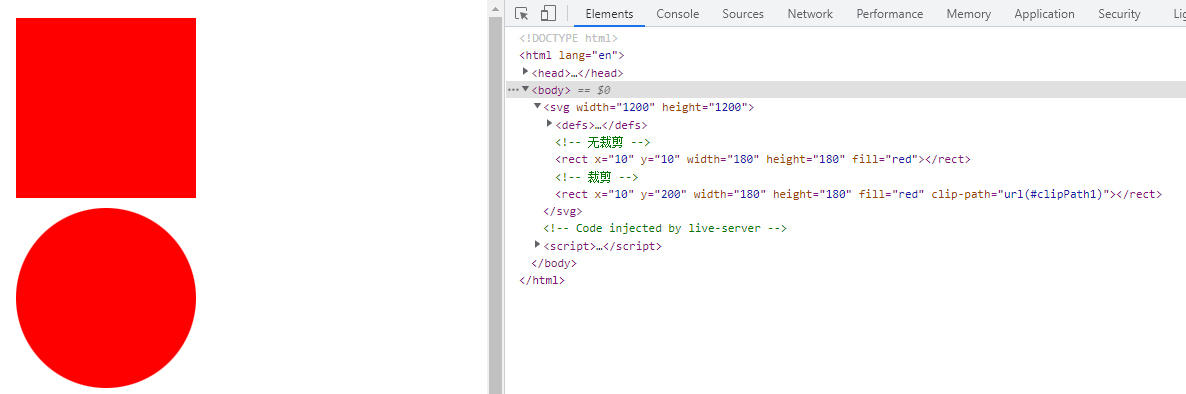 Elements Console Sources Network Performance Memory Application Security
<!DOCTYPE html>
<html lang="en">
<head>…</head>
<body> == $0
<svg width="1200" height="1200">
<defs>…</defs>
<!-- 无裁剪 -->
<rect x="10" y="10" width="180" height="180" fill="red"></rect>
<!-- 裁剪 -->
<rect x="10" y="200" width="180" height="180" fill="red" clip-path="url(#clipPath1)"></rect>
</svg>
<!-- Code injected by live-server -->
<script>…</script>
</body>
</html>